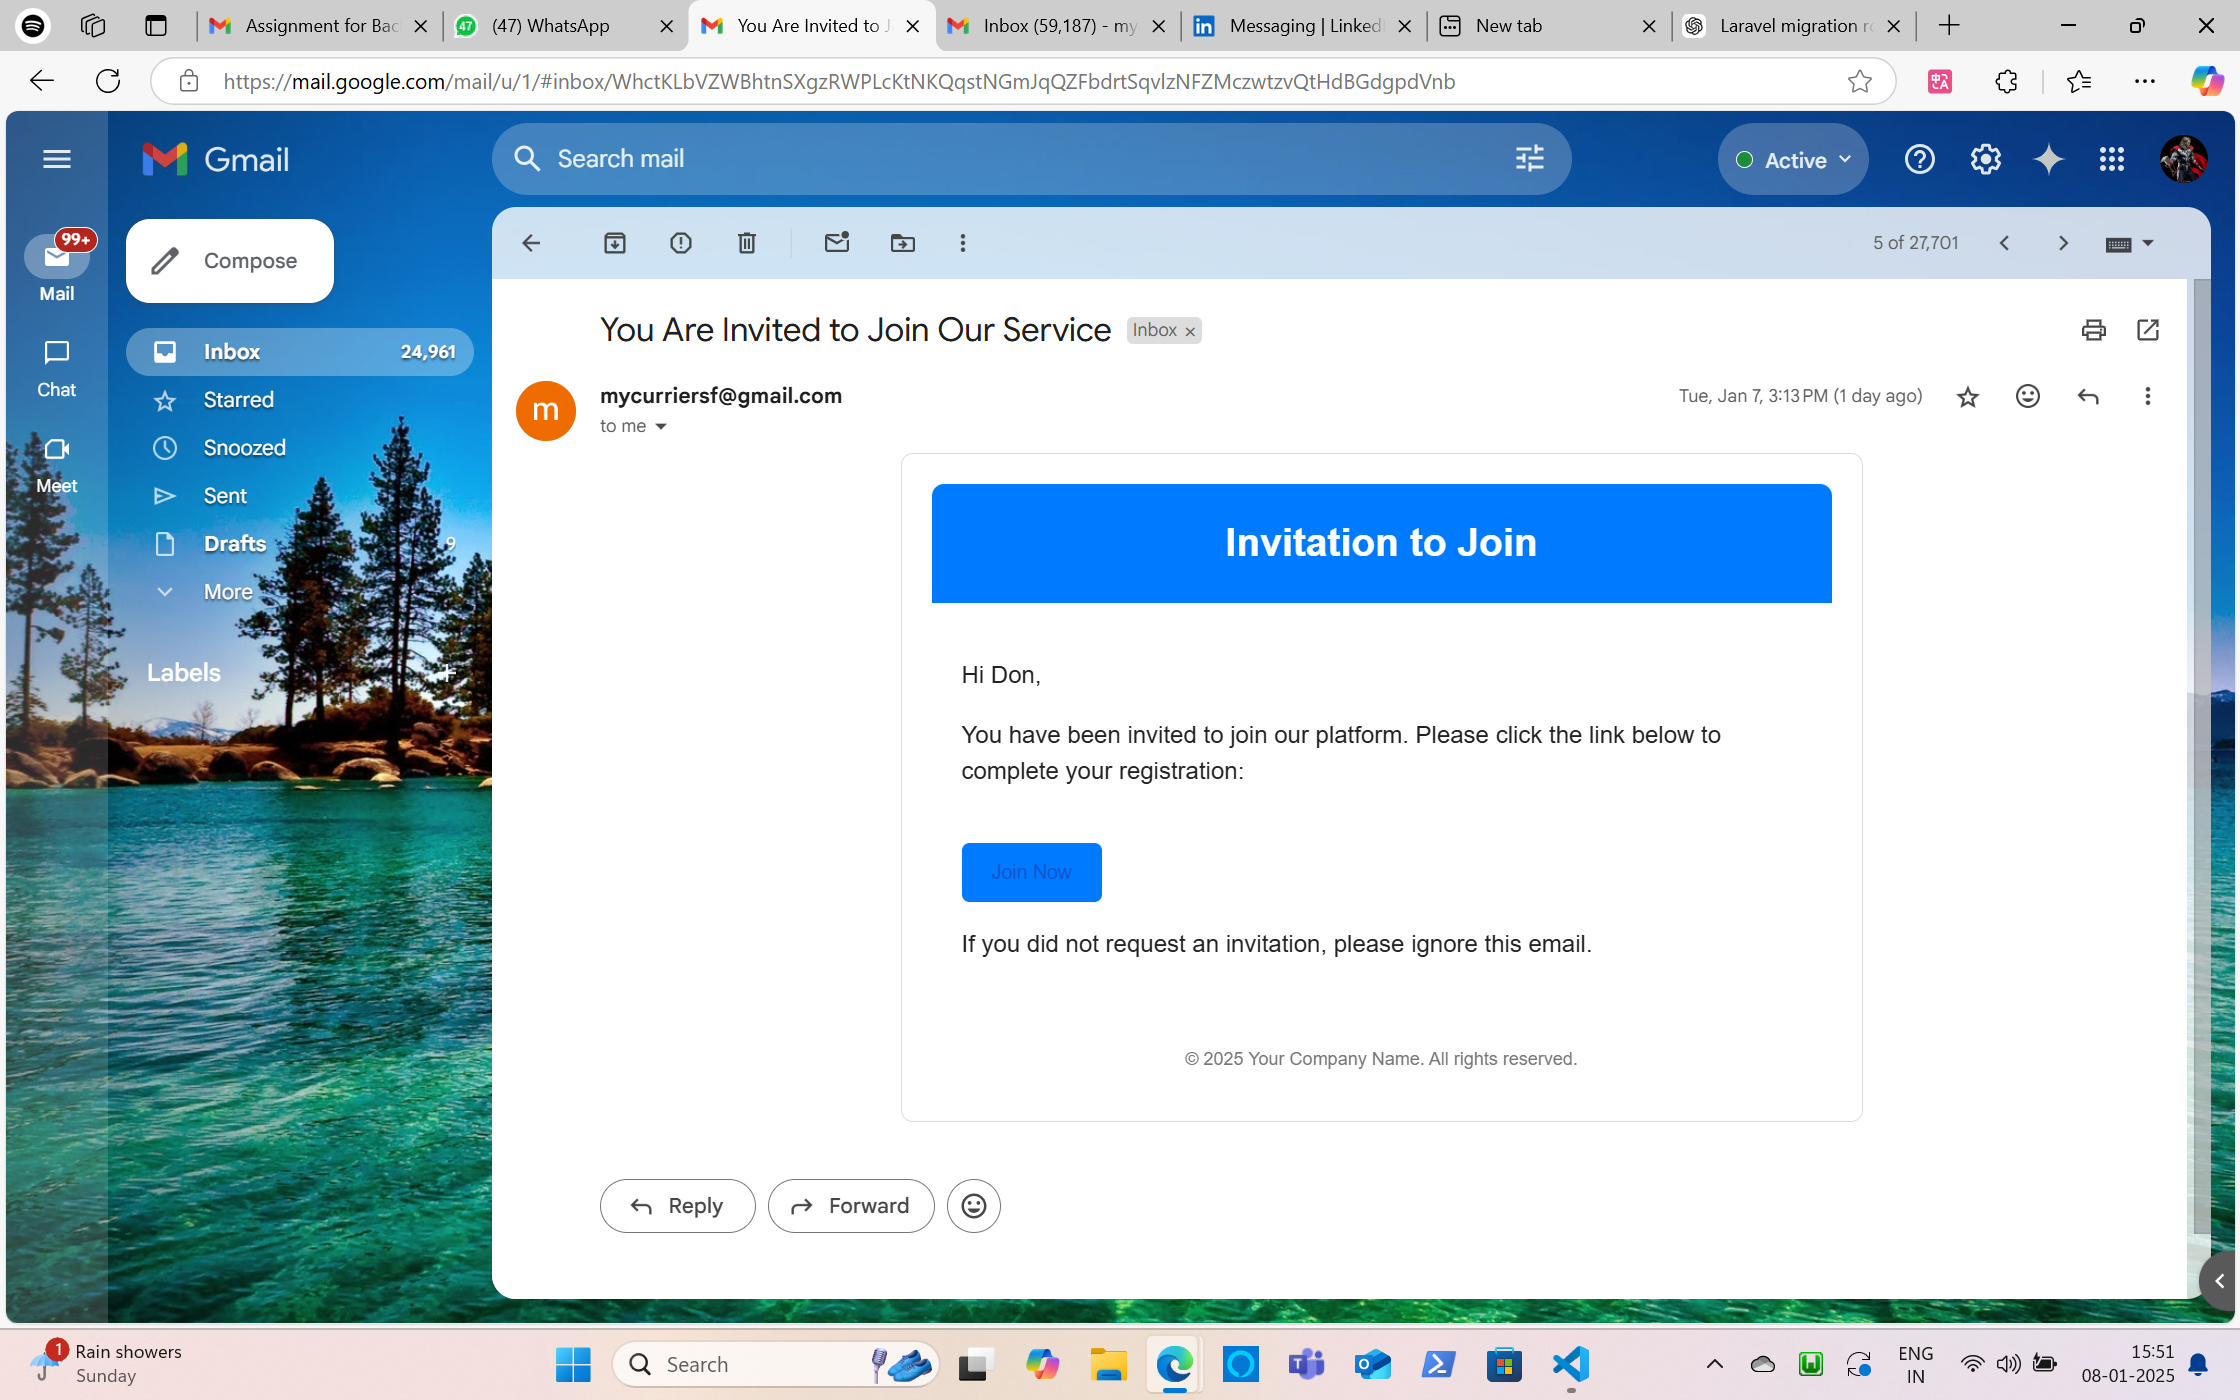 Assignment for Bac
47
(47) WhatsApp
You Are Invited to J
Inbox (59,187) - my
Messaging | Linked
New tab
Laravel migration ro
https://mail.google.com/mail/u/1/#inbox/WhctKLbVZWBhtnSXgzRWPLcKtNKQqstNGmJqQZFbdrtSqvlzNFZMczwtzvQtHdBGdgpdVnb
Gmail
Search mail
Active
99+
Mail
Chat
Meet
Compose
Inbox 24,961
Starred
Snoozed
Sent
Drafts 9
More
Labels
5 of 27,701
You Are Invited to Join Our Service
Inbox
m
mycurriersf@gmail.com
Tue, Jan 7, 3:13 PM (1 day ago)
to me
Invitation to Join
Hi Don,
You have been invited to join our platform. Please click the link below to
complete your registration:
Join Now
If you did not request an invitation, please ignore this email.
© 2025 Your Company Name. All rights reserved.
Reply
Forward
1
Rain showers
Sunday
Search
ENG
IN
15:51
08-01-2025